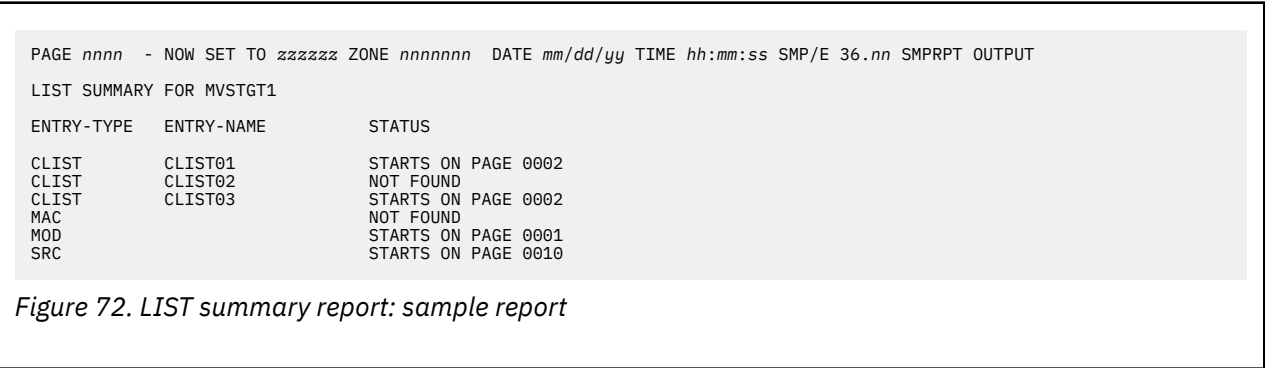 PAGE nnnn - NOW SET TO zzzzzz ZONE nnnnnnn DATE mm/dd/yy TIME hh:mm:ss SMP/E 36.nn SMPRPT OUTPUT
LIST SUMMARY FOR MVSTGT1
ENTRY-TYPE ENTRY-NAME STATUS
CLIST CLIST01 STARTS ON PAGE 0002
CLIST CLIST02 NOT FOUND
CLIST CLIST03 STARTS ON PAGE 0002
MAC NOT FOUND
MOD STARTS ON PAGE 0001
SRC STARTS ON PAGE 0010
Figure 72. LIST summary report: sample report